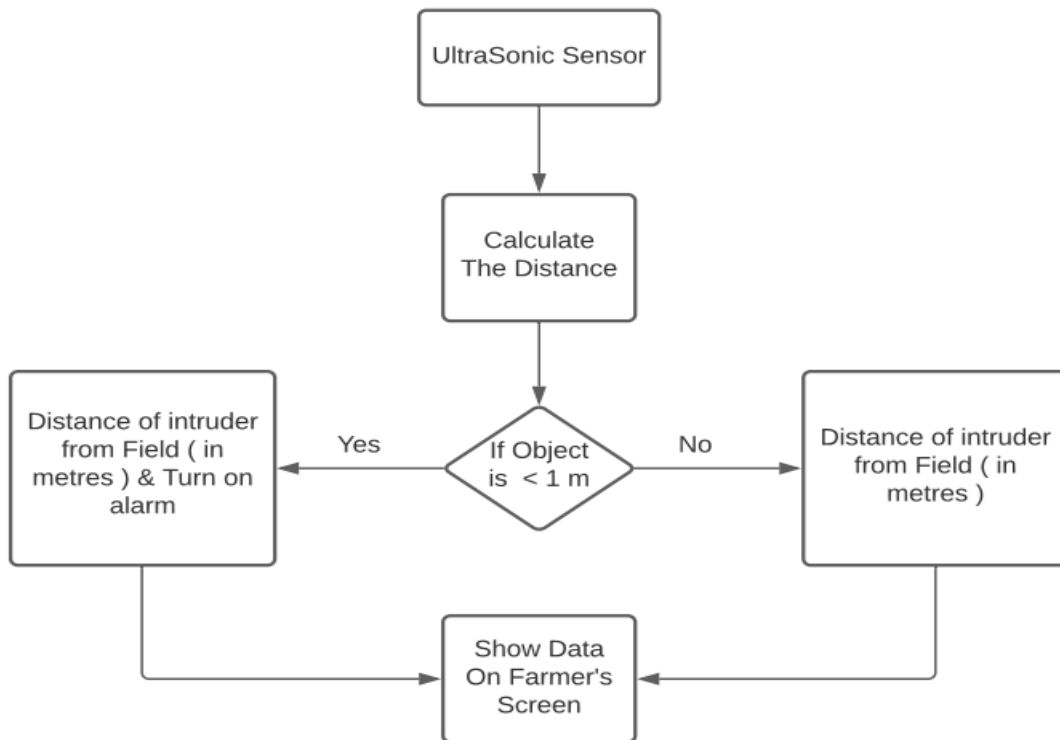 UltraSonic Sensor
Calculate
The Distance
If Object
is < 1 m
Yes
No
Distance of intruder
from Field ( in
metres ) & Turn on
alarm
Distance of intruder
from Field ( in
metres )
Show Data
On Farmer's
Screen